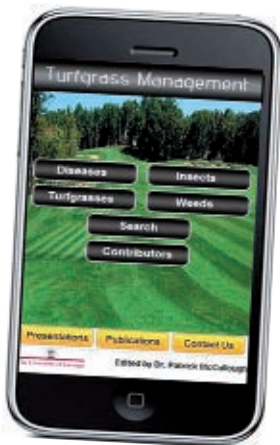 Turfgrass Management
Diseases Insects
Turfgrasses Weeds
Search
Contributors
Presentations Publications Contact Us
Edited by Dr. Patrick McCullough